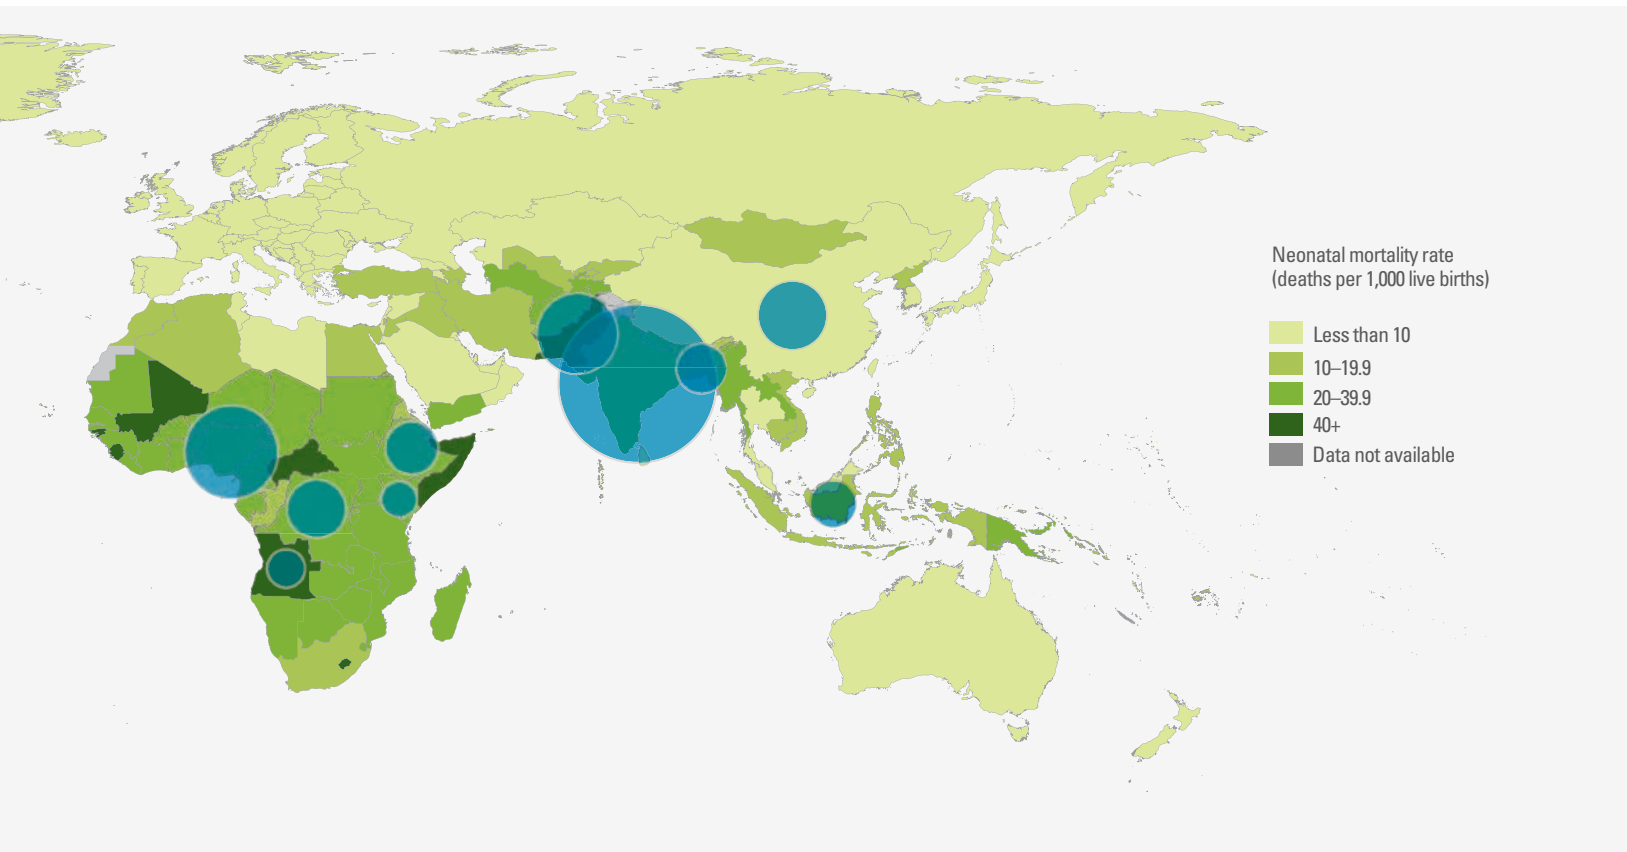 Neonatal mortality rate
(deaths per 1,000 live births)
Less than 10
10–19.9
20–39.9
40+
Data not available